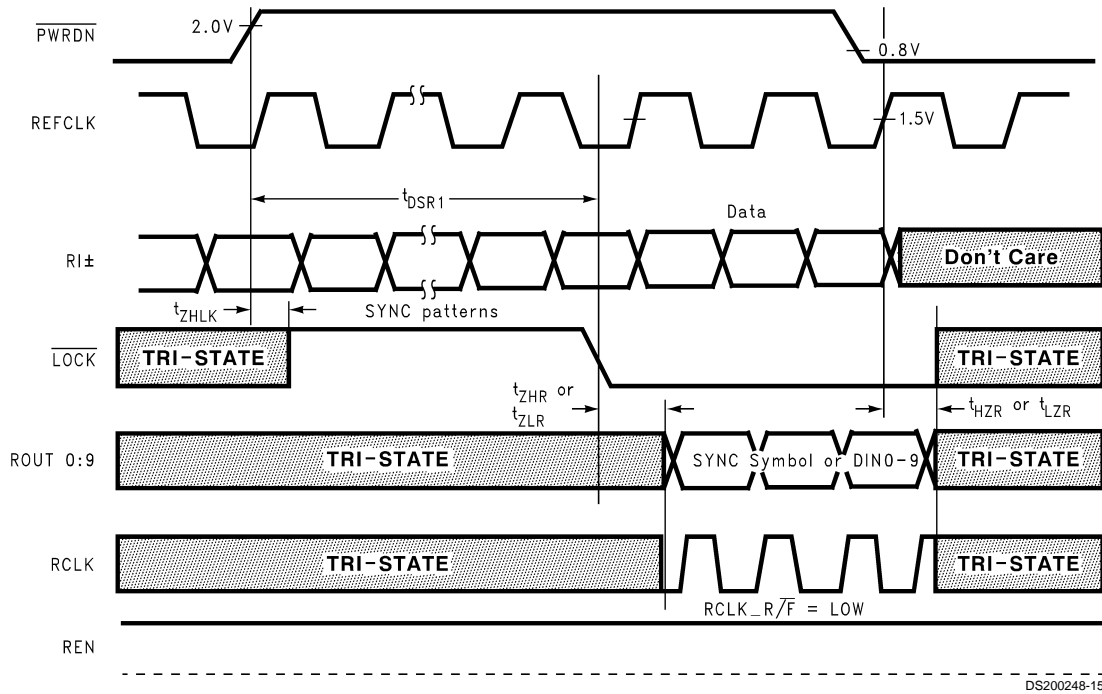 PWRDN
2.0V
0.8V
REFCLK
1.5V
tDSR1
Data
RI±
Don't Care
tZHLK
SYNC patterns
LOCK
TRI-STATE
TRI-STATE
tZHR or
tZLR
tHZR or tLZR
ROUT 0:9
TRI-STATE
SYNC Symbol or DIN0-9
TRI-STATE
RCLK
TRI-STATE
TRI-STATE
RCLK_R/F = LOW
REN
DS200248-15